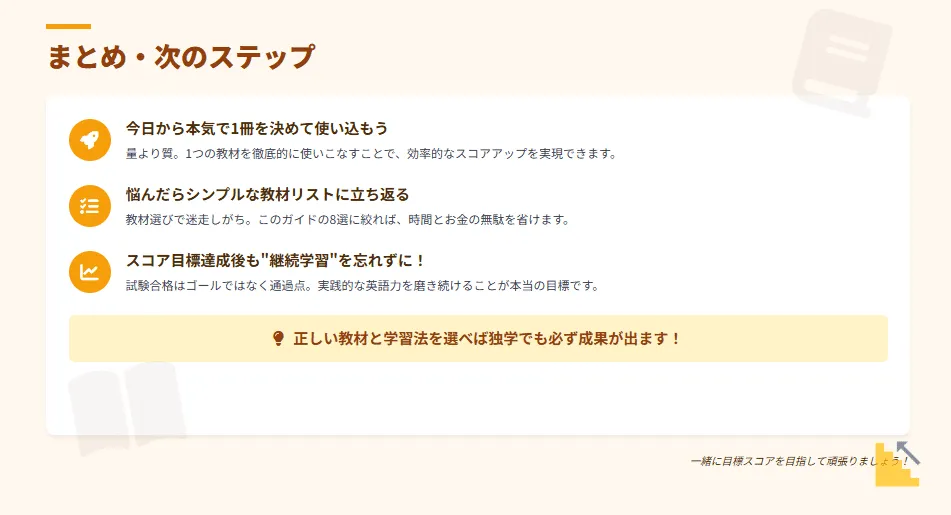 まとめ・次のステップ
今日から本気で1冊を決めて使い込もう
量より質。1つの教材を徹底的に使いこなすことで、効率的なスコアアップを実現できます。
悩んだらシンプルな教材リストに立ち返る
教材選びで迷走しがち。このガイドの8選に絞れば、時間とお金の無駄を省けます。
スコア目標達成後も"継続学習"を忘れずに！
試験合格はゴールではなく通過点。実践的な英語力を磨き続けることが本当の目標です。
正しい教材と学習法を選べば独学でも必ず成果が出ます！
一緒に目標スコアを目指して頑張りましょう！